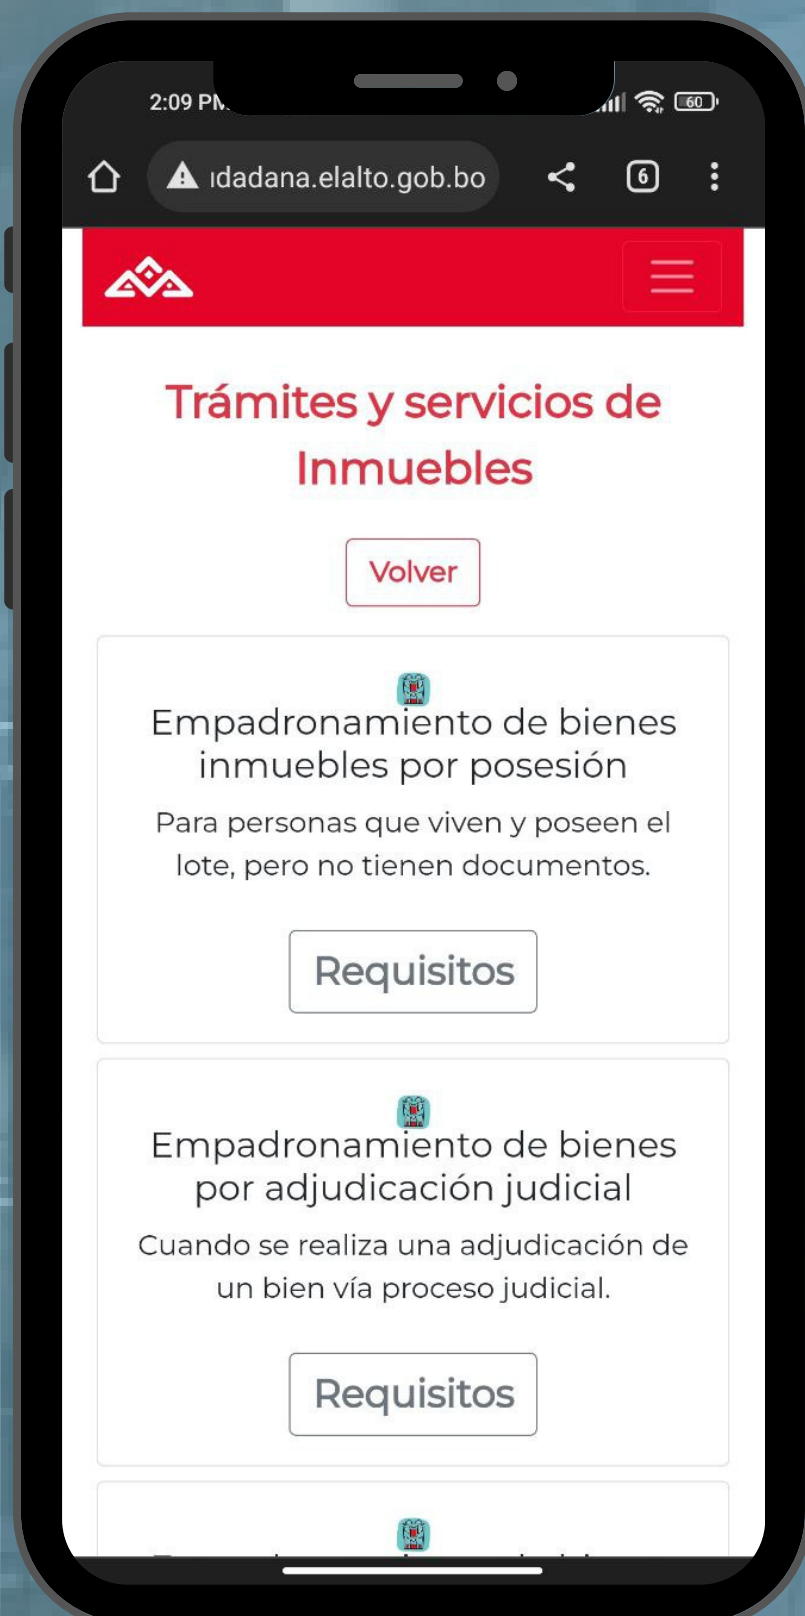 2:09 PM
60
ıdadana.elalto.gob.bo
6
Trámites y servicios de
Inmuebles
Volver
Empadronamiento de bienes
inmuebles por posesión
Para personas que viven y poseen el
lote, pero no tienen documentos.
Requisitos
Empadronamiento de bienes
por adjudicación judicial
Cuando se realiza una adjudicación de
un bien vía proceso judicial.
Requisitos